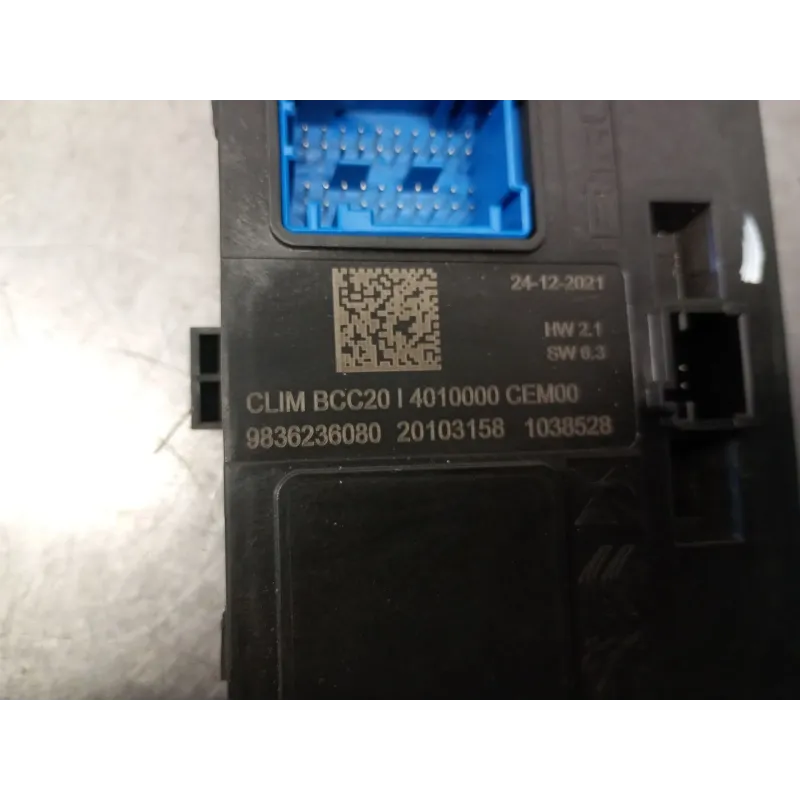 24-12-2021
HW 2.1
SW 6.3
CLIM BCC20 I 4010000 CEM00
9836236080 20103158 1038528